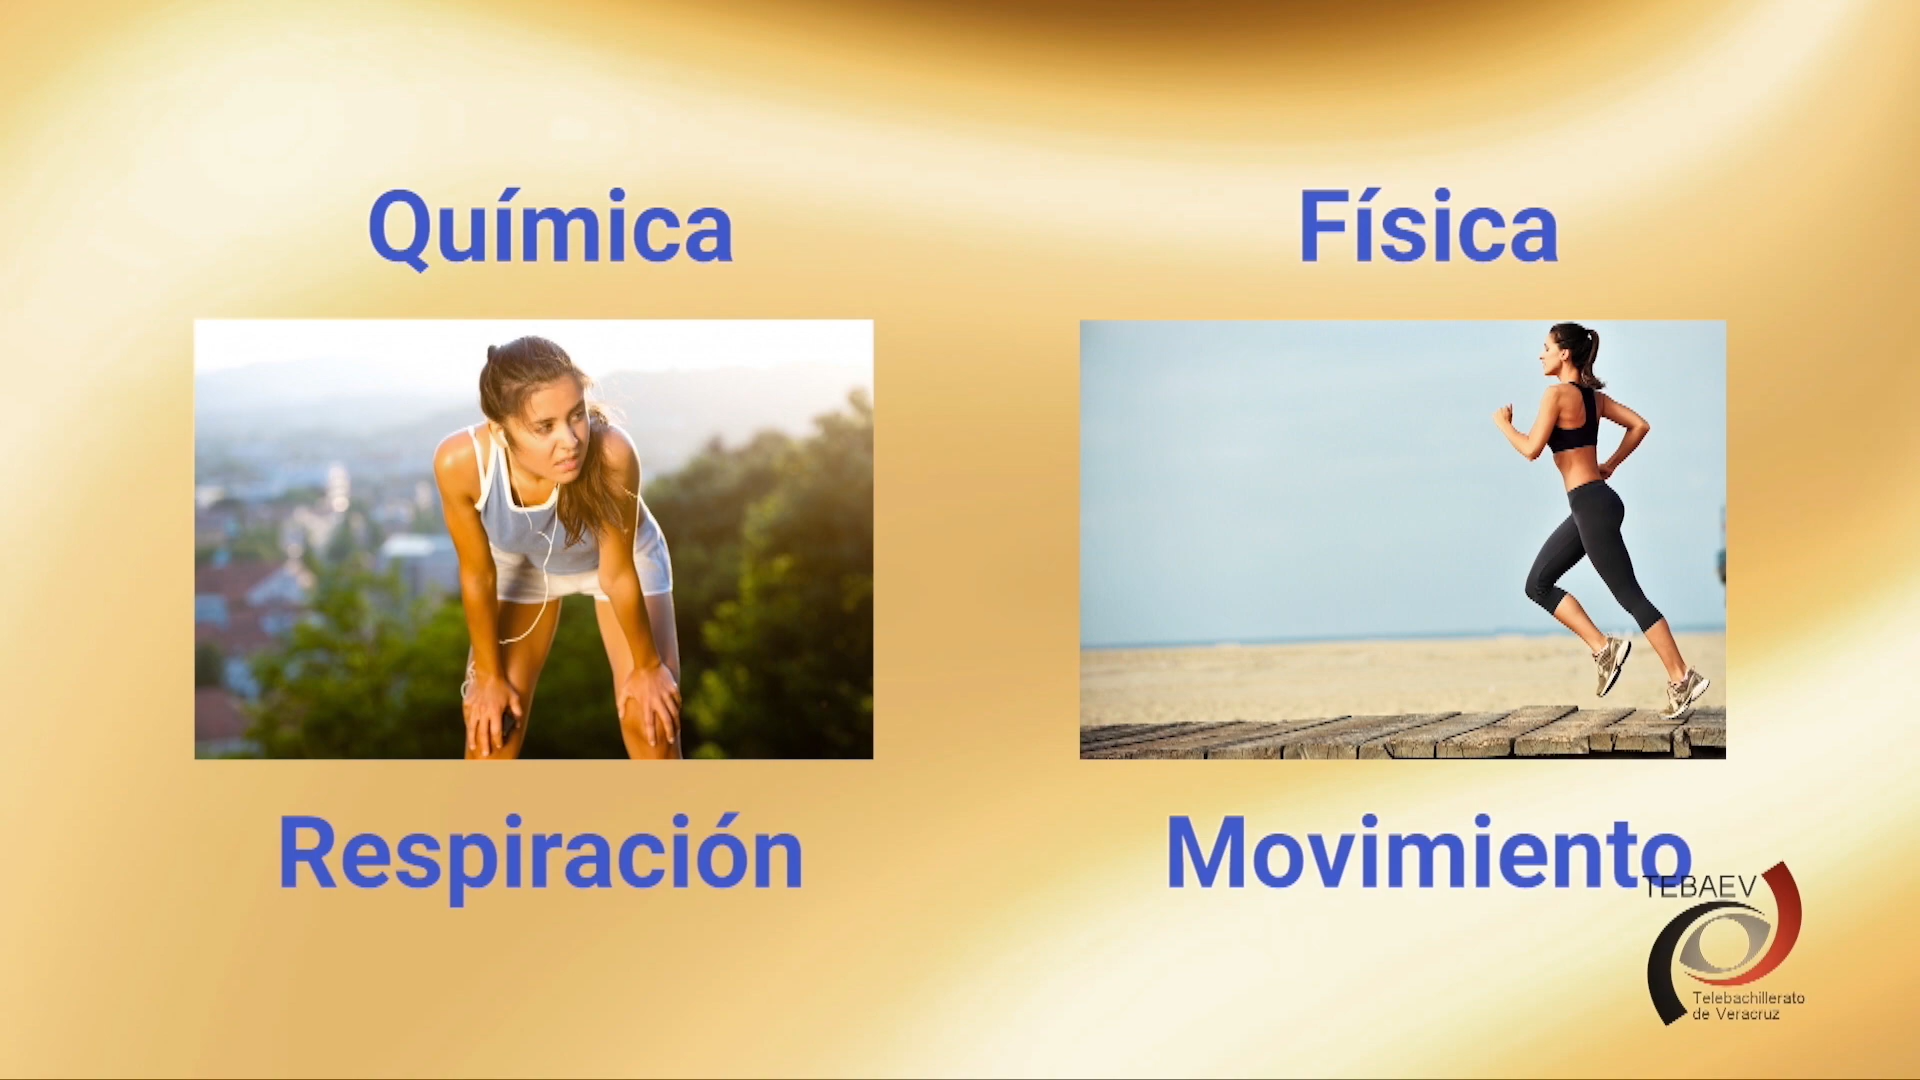 Química
Física
Respiración
Movimiento
TEBAEV
Telebachillerato
de Veracruz